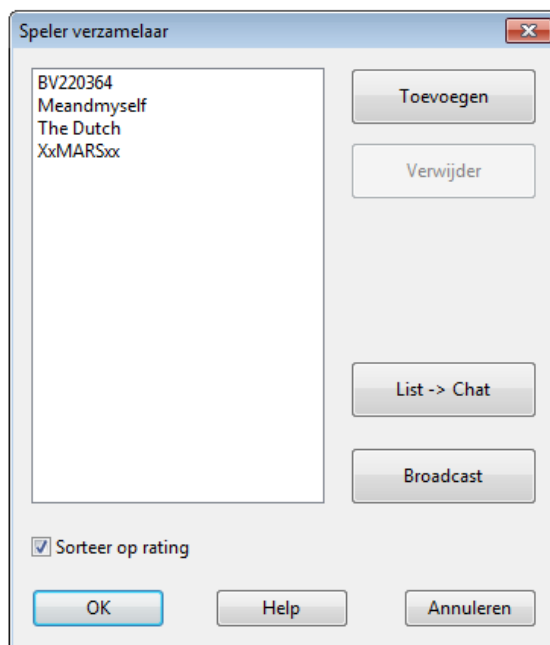 Speler verzamelaar
BV220364
Meandmyself
The Dutch
XxMARSxx
Toevoegen
Verwijder
List -> Chat
Broadcast
Sorteer op rating
OK
Help
Annuleren